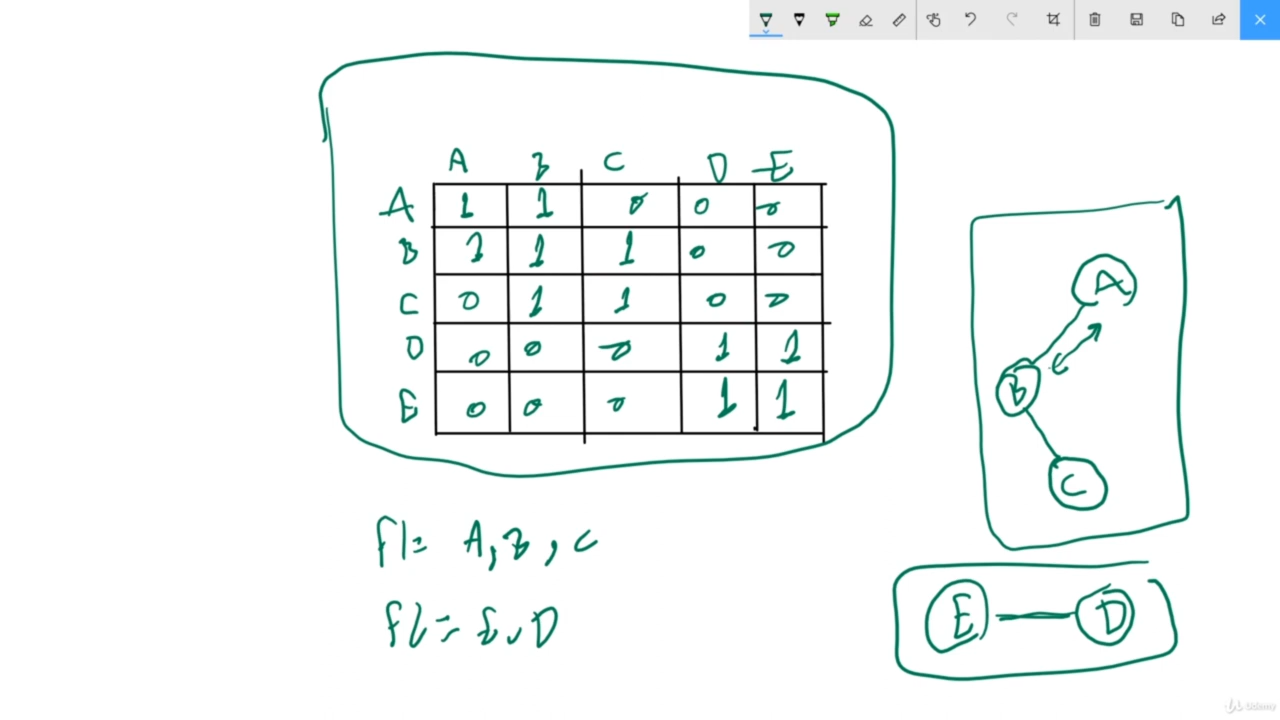 A B C D E
A 1 1 0 0 0
B 1 1 1 0 0
C 0 1 1 0 0
D 0 0 0 1 1
E 0 0 0 1 1
f1= A, B, C
f2= E, D
A
B
C
E
D
Udemy